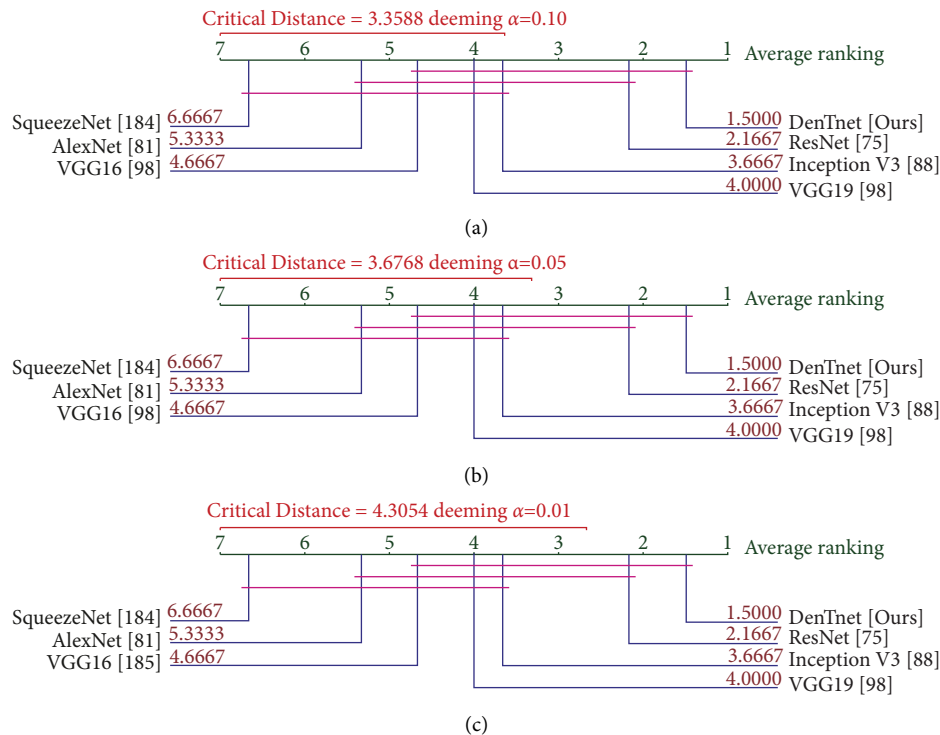 Critical Distance = 3.3588 deeming α=0.10
7 6 5 4 3 2 1 Average ranking
SqueezeNet [184] 6.6667 1.5000 DenTnet [Ours]
AlexNet [81] 5.3333 2.1667 ResNet [75]
VGG16 [98] 4.6667 3.6667 Inception V3 [88]
4.0000 VGG19 [98]
(a)
Critical Distance = 3.6768 deeming α=0.05
7 6 5 4 3 2 1 Average ranking
SqueezeNet [184] 6.6667 1.5000 DenTnet [Ours]
AlexNet [81] 5.3333 2.1667 ResNet [75]
VGG16 [98] 4.6667 3.6667 Inception V3 [88]
4.0000 VGG19 [98]
(b)
Critical Distance = 4.3054 deeming α=0.01
7 6 5 4 3 2 1 Average ranking
SqueezeNet [184] 6.6667 1.5000 DenTnet [Ours]
AlexNet [81] 5.3333 2.1667 ResNet [75]
VGG16 [185] 4.6667 3.6667 Inception V3 [88]
4.0000 VGG19 [98]
(c)